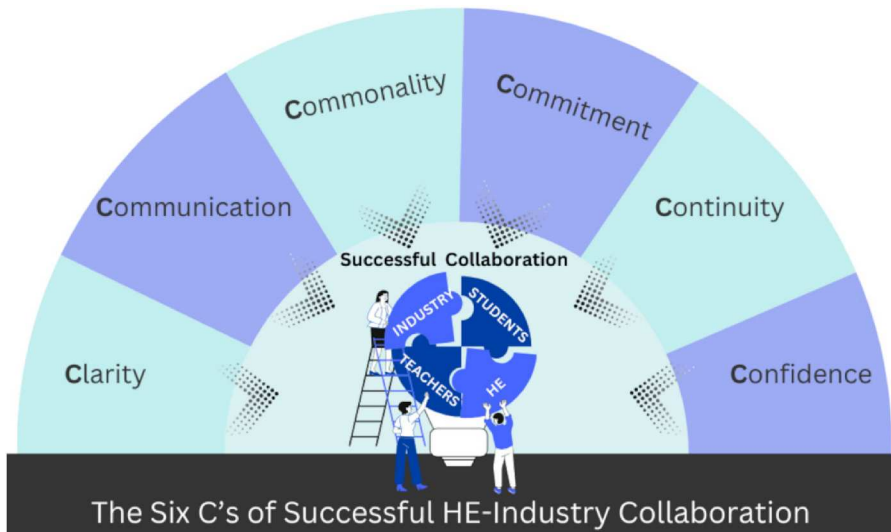 Commonality
Commitment
Communication
Continuity
Clarity
Confidence
Successful Collaboration
INDUSTRY
STUDENTS
TEACHERS
HE
The Six C's of Successful HE-Industry Collaboration